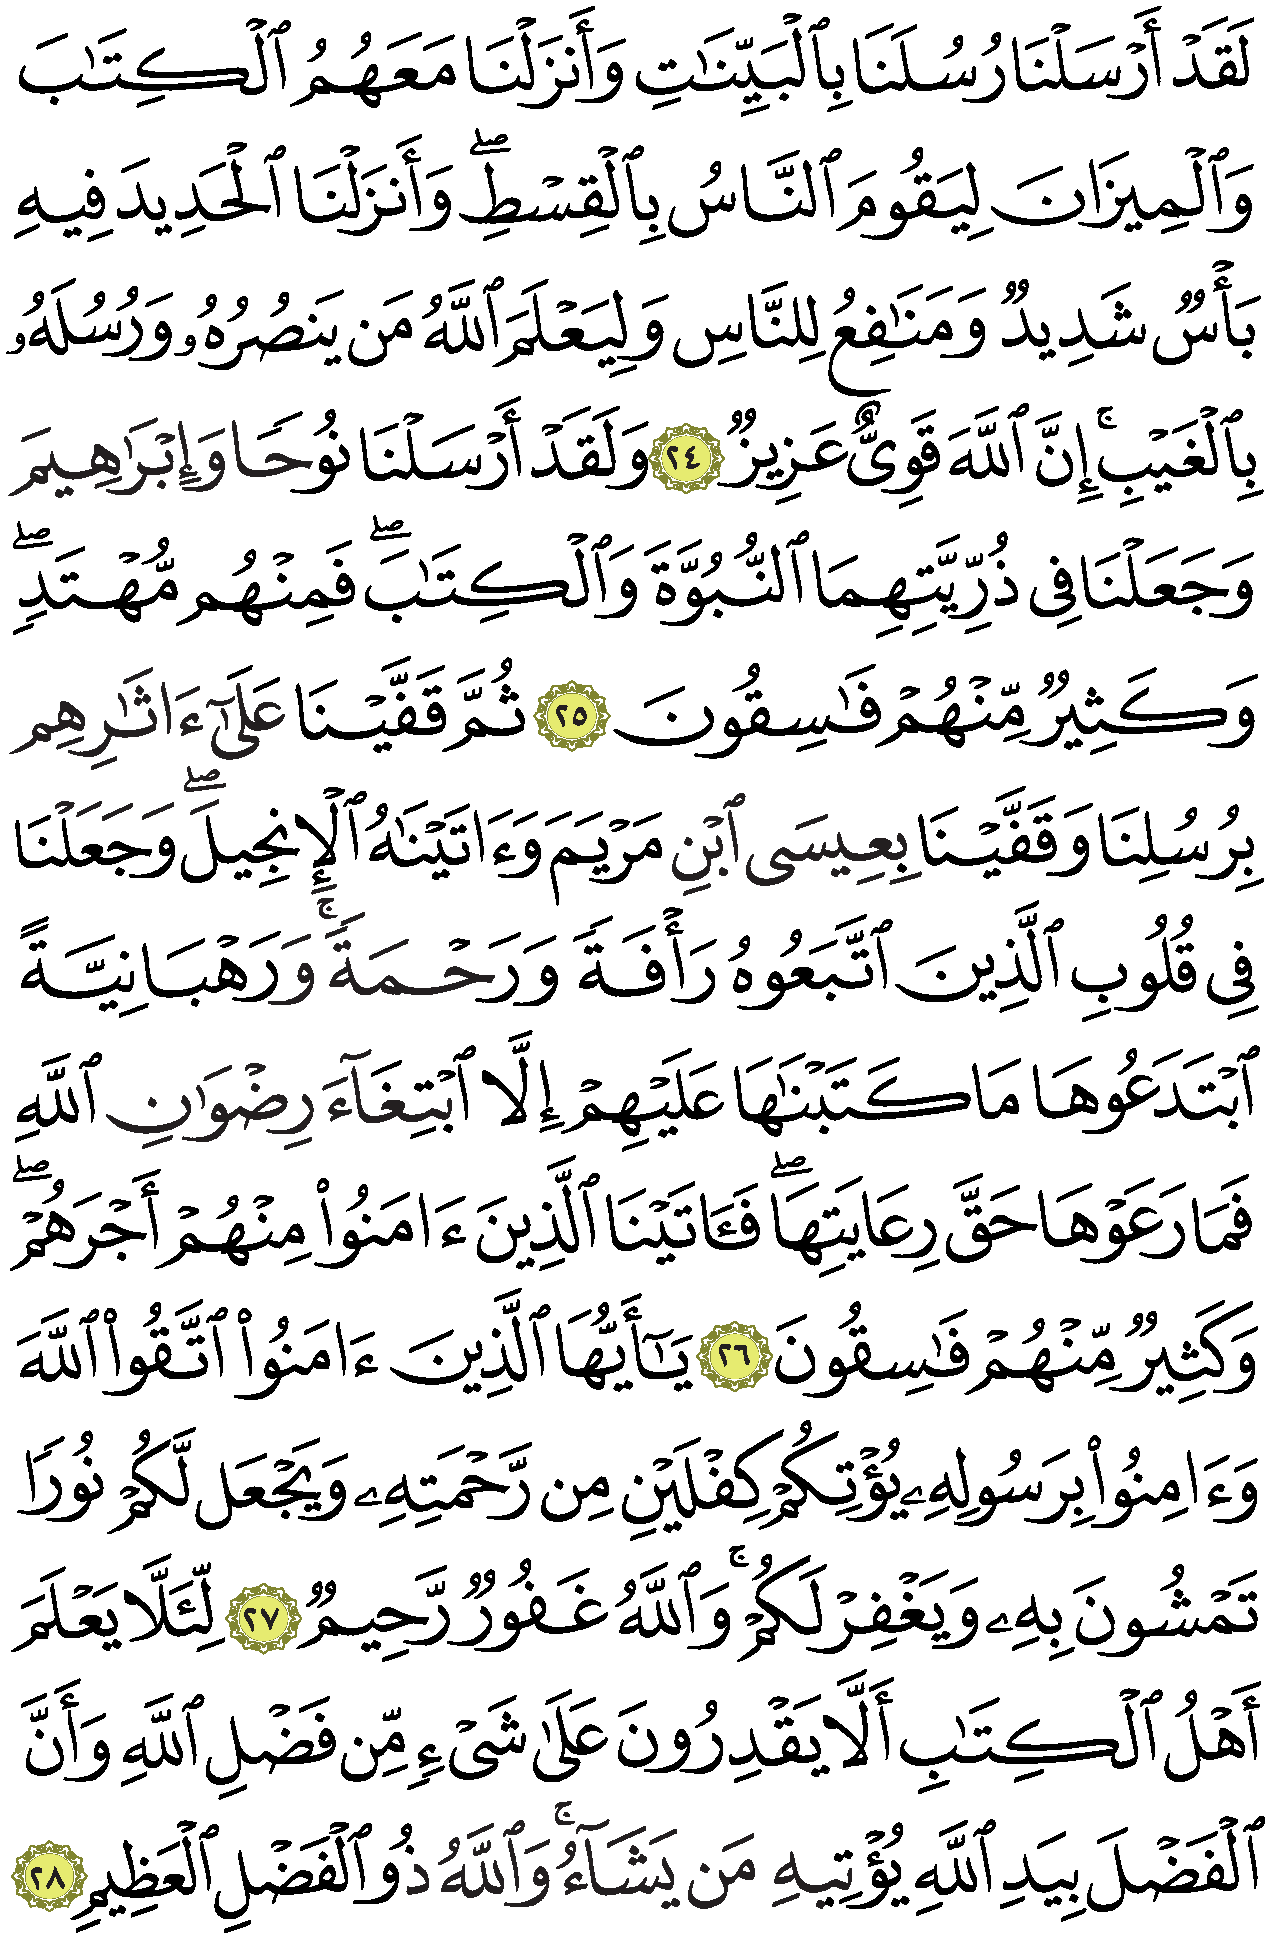 لَقَدْ أَرْسَلْنَا رُسُلَنَا بِٱلْبَيِّنَٰتِ وَأَنزَلْنَا مَعَهُمُ ٱلْكِتَٰبَ
وَٱلْمِيزَانَ لِيَقُومَ ٱلنَّاسُ بِٱلْقِسْطِۖ وَأَنزَلْنَا ٱلْحَدِيدَ فِيهِ
بَأْسٌ شَدِيدٌ وَمَنَٰفِعُ لِلنَّاسِ وَلِيَعْلَمَ ٱللَّهُ مَن يَنصُرُهُۥ وَرُسُلَهُۥ
بِٱلْغَيْبِۚ إِنَّ ٱللَّهَ قَوِىٌّ عَزِيزٌ ٢٤ وَلَقَدْ أَرْسَلْنَا نُوحًا وَإِبْرَٰهِيمَ
وَجَعَلْنَا فِى ذُرِّيَّتِهِمَا ٱلنُّبُوَّةَ وَٱلْكِتَٰبَۖ فَمِنْهُم مُّهْتَدٍۖ
وَكَثِيرٌ مِّنْهُمْ فَٰسِقُونَ ٢٥ ثُمَّ قَفَّيْنَا عَلَىٰٓ ءَاثَٰرِهِم
بِرُسُلِنَا وَقَفَّيْنَا بِعِيسَى ٱبْنِ مَرْيَمَ وَءَاتَيْنَٰهُ ٱلْإِنجِيلَۖ وَجَعَلْنَا
فِى قُلُوبِ ٱلَّذِينَ ٱتَّبَعُوهُ رَأْفَةً وَرَحْمَةًۚ وَرَهْبَانِيَّةً
ٱبْتَدَعُوهَا مَا كَتَبْنَٰهَا عَلَيْهِمْ إِلَّا ٱبْتِغَآءَ رِضْوَٰنِ ٱللَّهِ
فَمَا رَعَوْهَا حَقَّ رِعَايَتِهَاۖ فَـَٔاتَيْنَا ٱلَّذِينَ ءَامَنُوا۟ مِنْهُمْ أَجْرَهُمْۖ
وَكَثِيرٌ مِّنْهُمْ فَٰسِقُونَ ٢٦ يَٰٓأَيُّهَا ٱلَّذِينَ ءَامَنُوا۟ ٱتَّقُوا۟ ٱللَّهَ
وَءَامِنُوا۟ بِرَسُولِهِۦ يُؤْتِكُمْ كِفْلَيْنِ مِن رَّحْمَتِهِۦ وَيَجْعَل لَّكُمْ نُورًا
تَمْشُونَ بِهِۦ وَيَغْفِرْ لَكُمْۚ وَٱللَّهُ غَفُورٌ رَّحِيمٌ ٢٧ لِّئَلَّا يَعْلَمَ
أَهْلُ ٱلْكِتَٰبِ أَلَّا يَقْدِرُونَ عَلَىٰ شَىْءٍ مِّن فَضْلِ ٱللَّهِ وَأَنَّ
ٱلْفَضْلَ بِيَدِ ٱللَّهِ يُؤْتِيهِ مَن يَشَآءُۚ وَٱللَّهُ ذُو ٱلْفَضْلِ ٱلْعَظِيمِ ٢٨